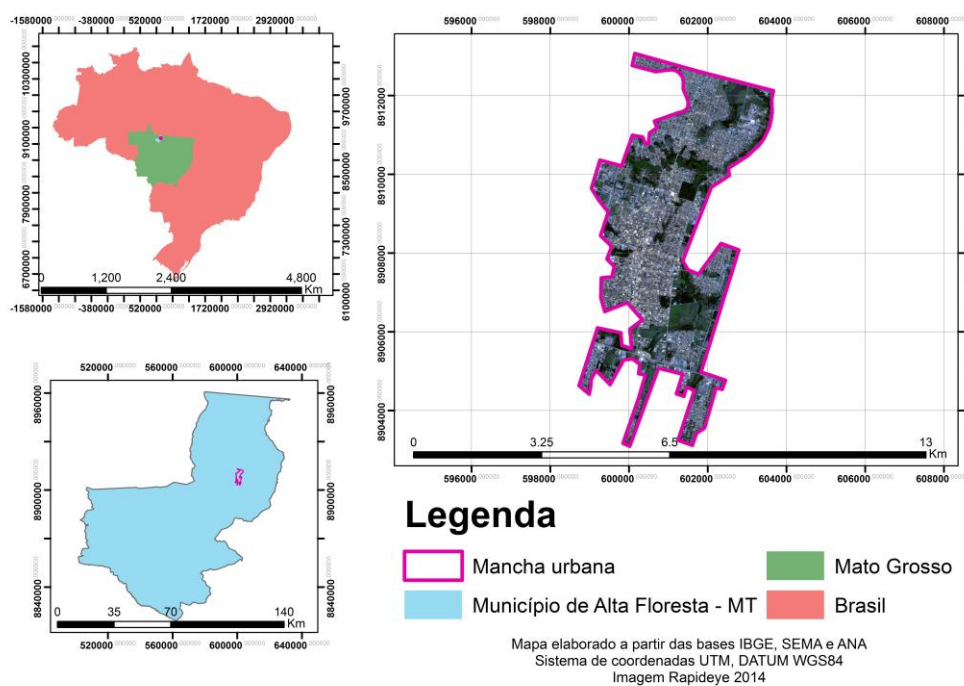 -1580000 -380000 520000 1720000 2920000
10300000
9100000
7900000
6700000
9700000
8500000
7300000
6100000
0 1,200 2,400 4,800
Km
-1580000 -380000 520000 1720000 2920000
596000 598000 600000 602000 604000 606000 608000
8912000
8910000
8908000
8906000
8904000
0 3.25 6.5 13
Km
596000 598000 600000 602000 604000 606000 608000
520000 560000 600000 640000
8960000
8900000
8840000
8960000
8900000
8840000
0 35 70 140
Km
520000 560000 600000 640000
Legenda
Mancha urbana
Mato Grosso
Município de Alta Floresta - MT
Brasil
Mapa elaborado a partir das bases IBGE, SEMA e ANA
Sistema de coordenadas UTM, DATUM WGS84
Imagem Rapideye 2014